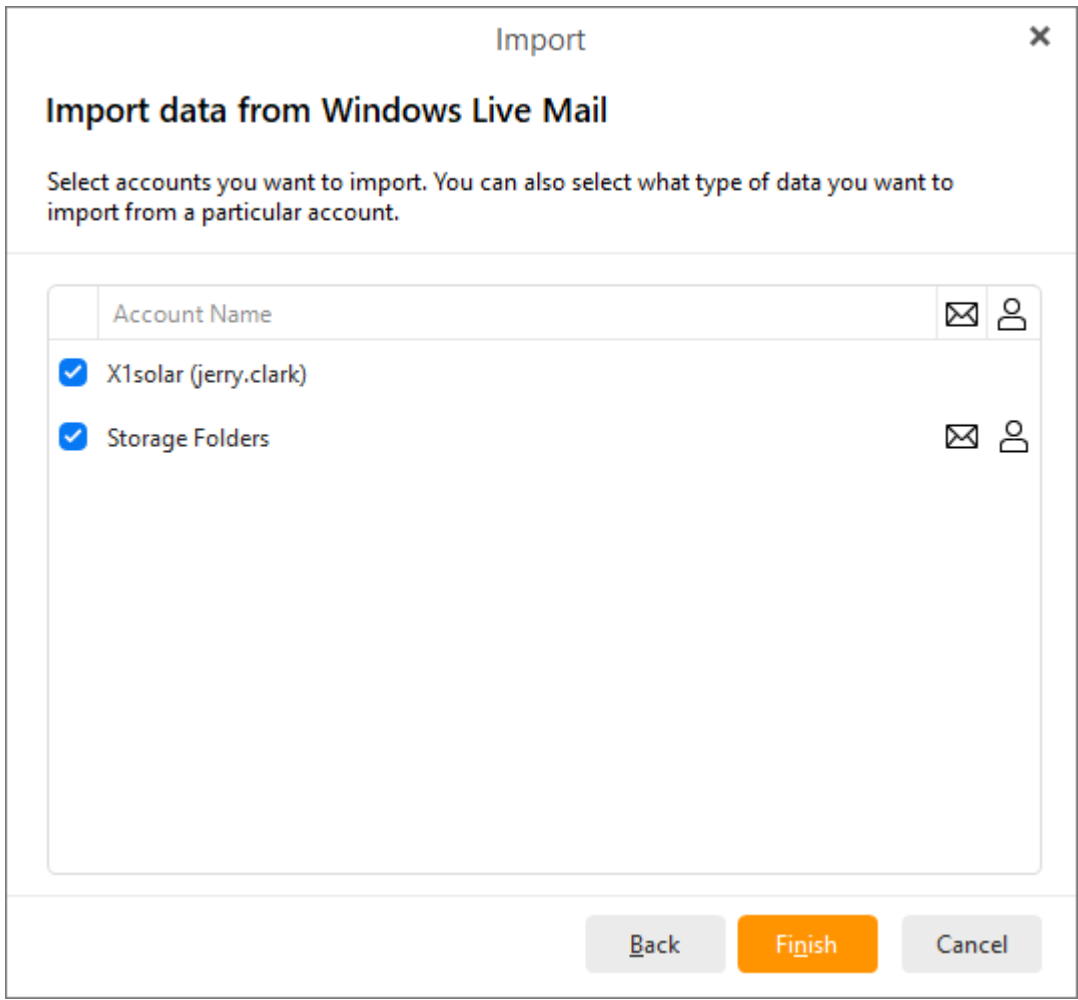 Import
Import data from Windows Live Mail
Select accounts you want to import. You can also select what type of data you want to
import from a particular account.
Account Name
X1solar (jerry.clark)
Storage Folders
Back Finish Cancel